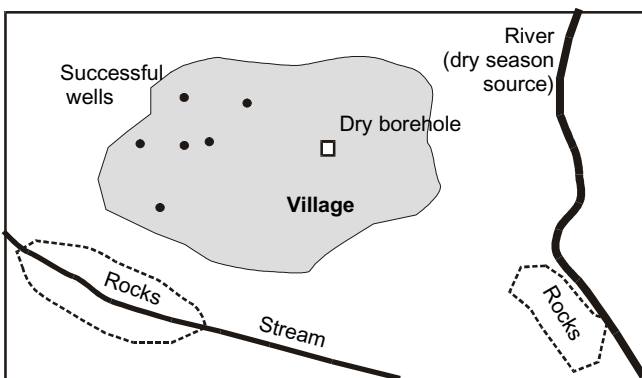 River
(dry season
source)
Successful
wells
Dry borehole
Village
Rocks
Rocks
Stream